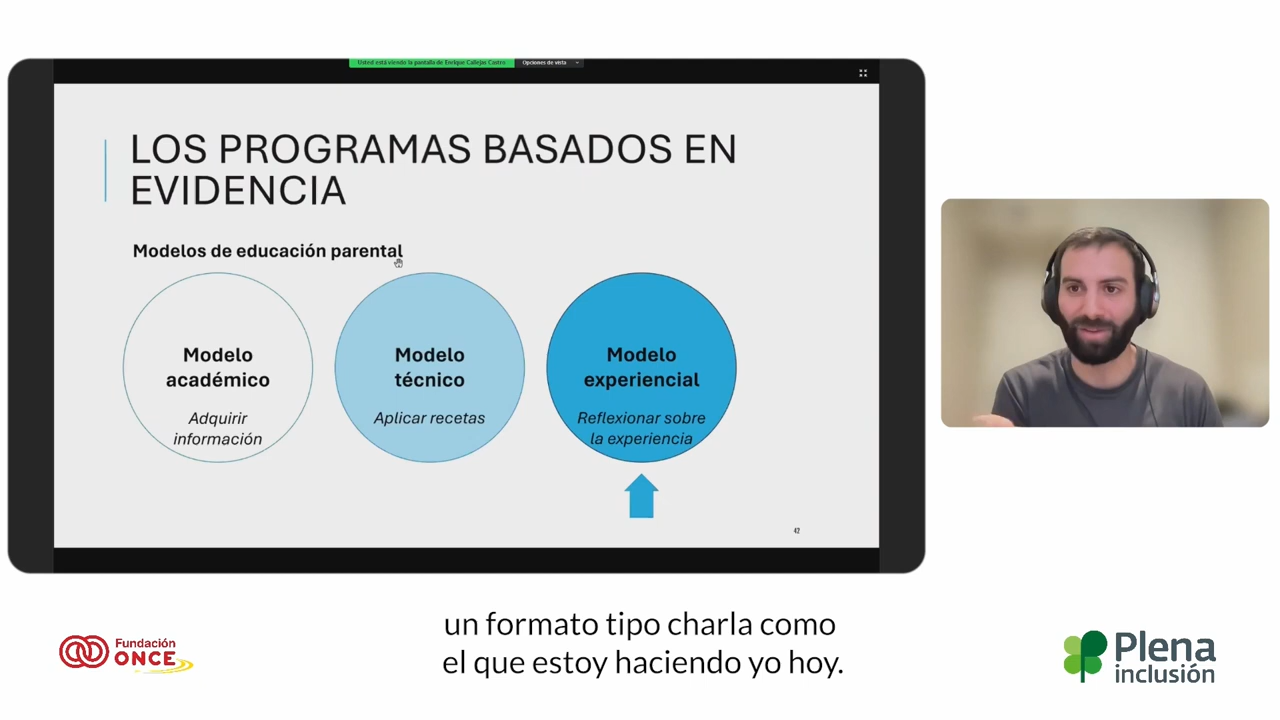 Usted está viendo la pantalla de Enrique Callejas Castro
Opciones de vista
LOS PROGRAMAS BASADOS EN
EVIDENCIA
Modelos de educación parental
Modelo
académico
Adquirir
información
Modelo
técnico
Aplicar recetas
Modelo
experiencial
Reflexionar sobre
la experiencia
42
un formato tipo charla como
el que estoy haciendo yo hoy.
Fundación
ONCE
Plena
inclusión